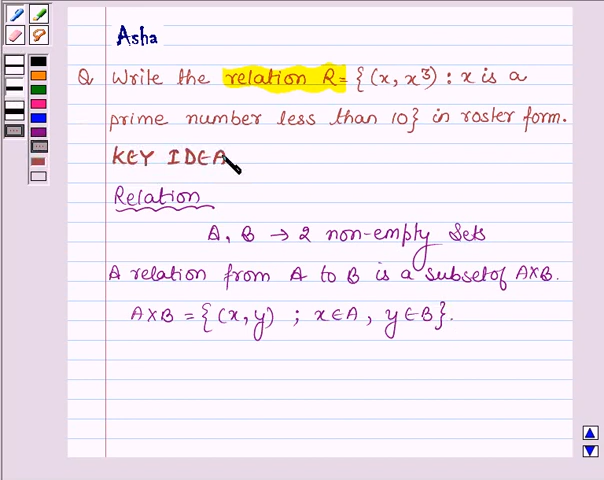 Asha
Q Write the relation R = {(x, x³) : x is a
prime number less than 10} in roster form.
KEY IDEA
Relation
A, B → 2 non-empty Sets
A relation from A to B is a subset of A×B.
A×B = {(x, y) ; x∈A, y∈B}.